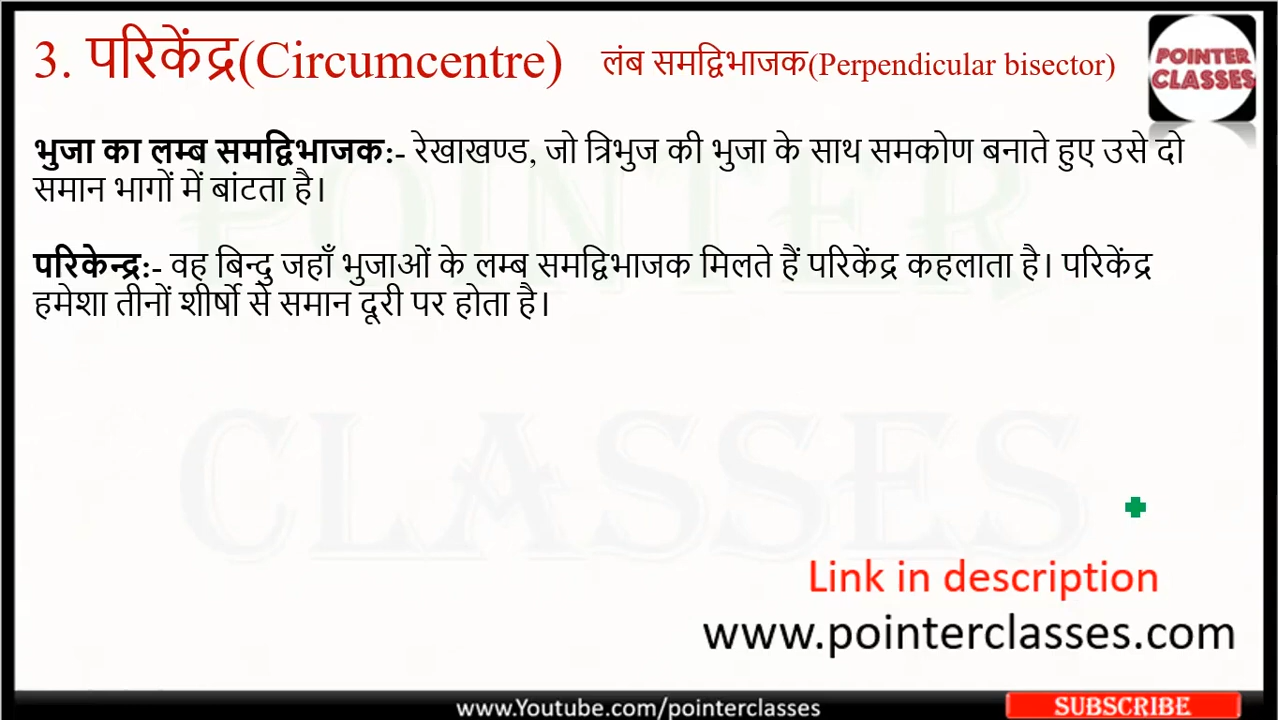 3. परिकेंद्र(Circumcentre) लंब समद्विभाजक(Perpendicular bisector)
POINTER
CLASSES
भुजा का लम्ब समद्विभाजक:- रेखाखण्ड, जो त्रिभुज की भुजा के साथ समकोण बनाते हुए उसे दो
समान भागों में बांटता है।
परिकेन्द्र:- वह बिन्दु जहाँ भुजाओं के लम्ब समद्विभाजक मिलते हैं परिकेंद्र कहलाता है। परिकेंद्र
हमेशा तीनों शीर्षो से समान दूरी पर होता है।
POINTER
CLASSES
Link in description
www.pointerclasses.com
www.Youtube.com/pointerclasses
SUBSCRIBE